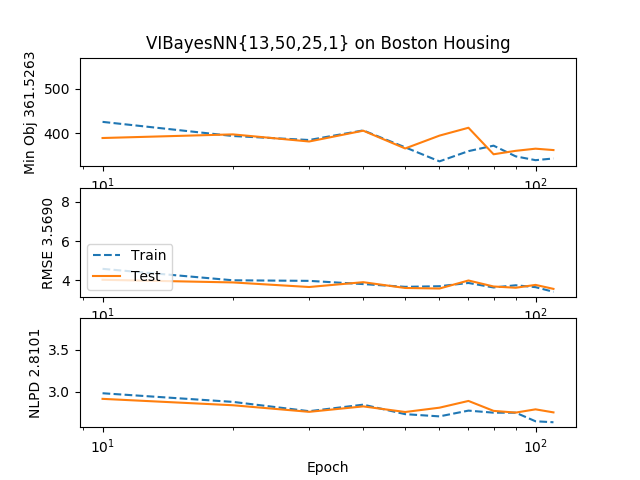 VIBayesNN{13,50,25,1} on Boston Housing
Min Obj 361.5263
500
400
10¹
10²
RMSE 3.5690
8
6
4
Train
Test
10¹
10²
NLPD 2.8101
3.5
3.0
10¹
10²
Epoch